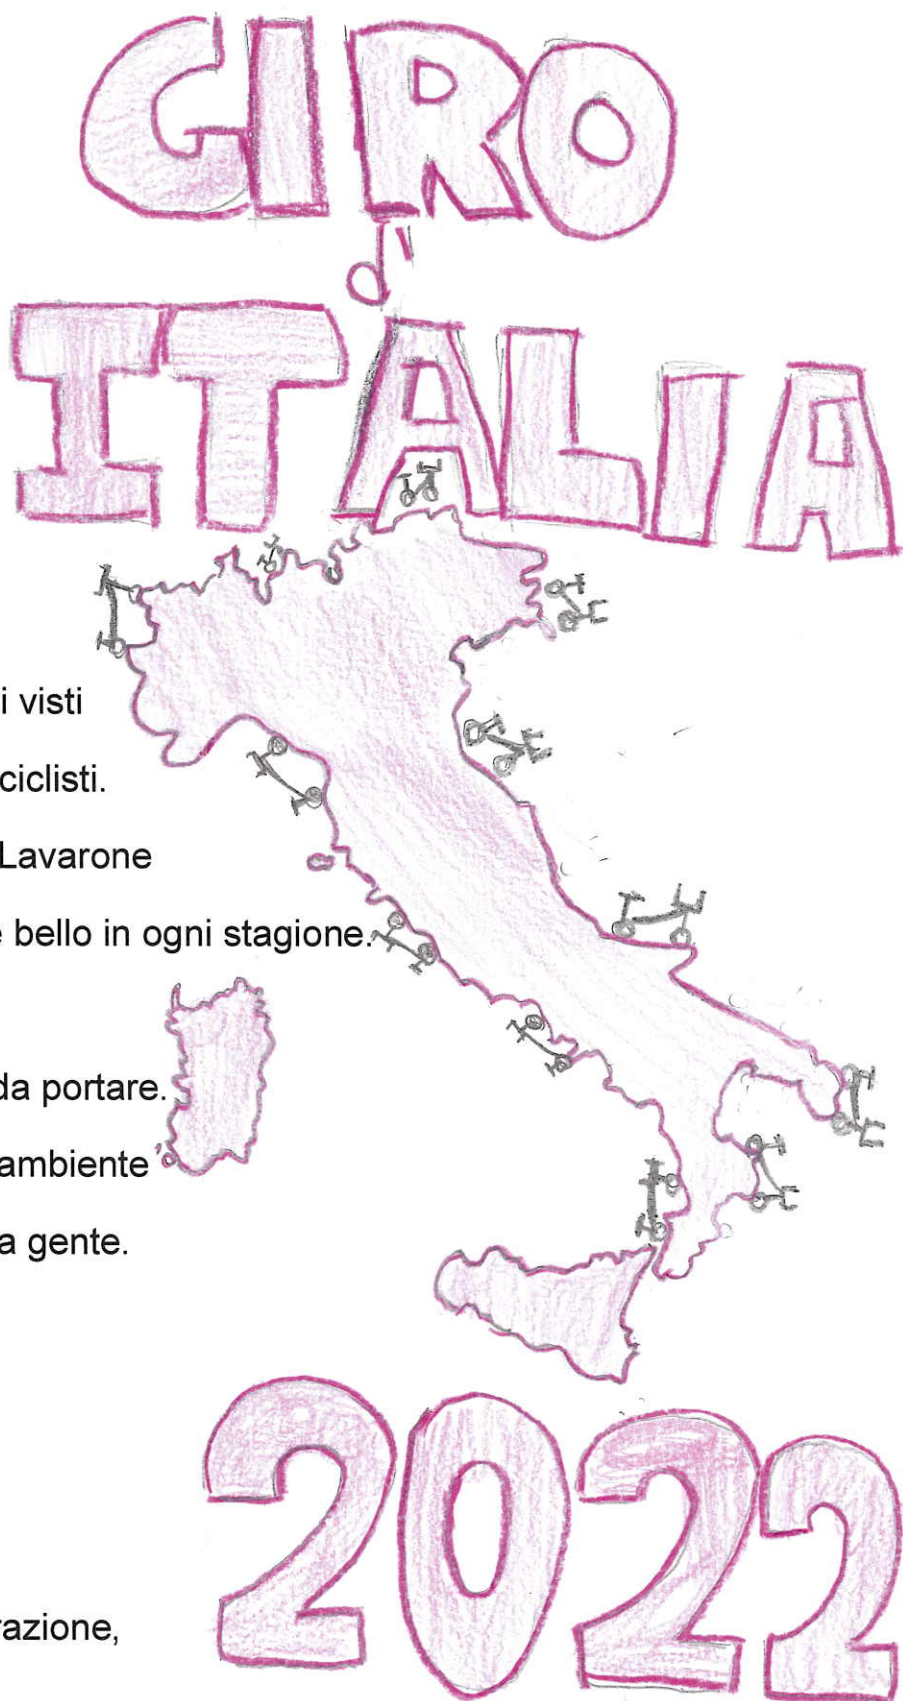 GIRO
d'
ITALIA
i visti
ciclisti.
Lavarone
bello in ogni stagione.
da portare.
ambiente
a gente.
razione,
2022